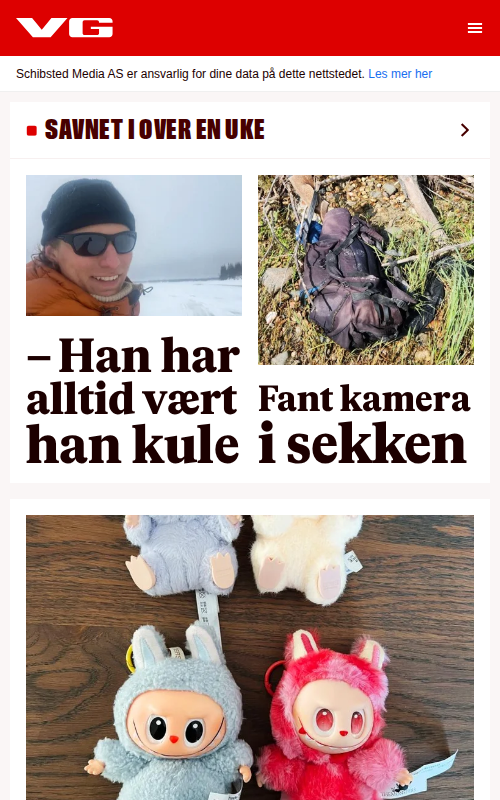 VG
Schibsted Media AS er ansvarlig for dine data på dette nettstedet. Les mer her
SAVNET I OVER EN UKE
– Han har
alltid vært
han kule
Fant kamera
i sekken